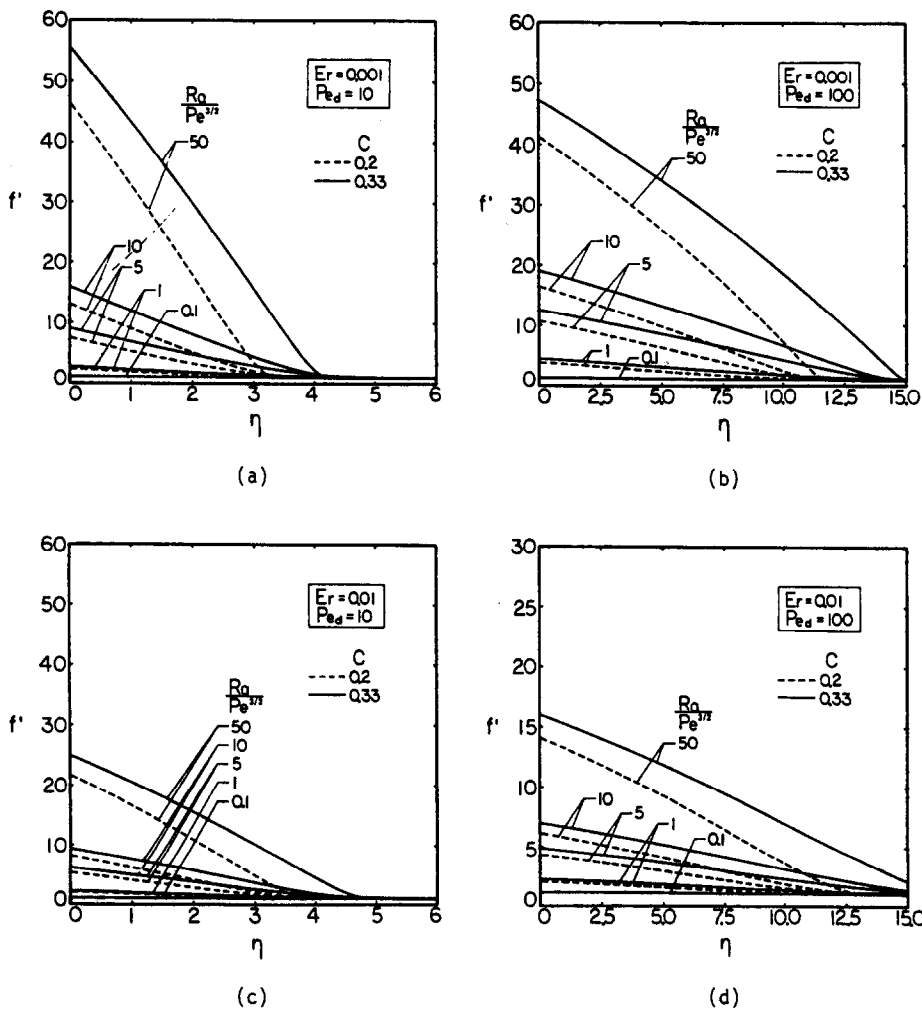 60
50
40
30
20
10
0
f'
Er = 0.001
Pe_d = 10
Ra
Pe^3/2
50
C
0.2
0.33
10
5
1
0.1
0 1 2 3 4 5 6
η
(a)
60
50
40
30
20
10
0
f'
Er = 0.001
Pe_d = 100
Ra
Pe^3/2
50
C
0.2
0.33
10
5
1
0.1
0 2.5 5.0 7.5 10.0 12.5 15.0
η
(b)
60
50
40
30
20
10
0
f'
Er = 0.01
Pe_d = 10
C
0.2
0.33
Ra
Pe^3/2
50
10
5
1
0.1
0 1 2 3 4 5 6
η
(c)
30
25
20
15
10
5
0
f'
Er = 0.01
Pe_d = 100
C
0.2
0.33
Ra
Pe^3/2
50
10
5
1
0.1
0 2.5 5.0 7.5 10.0 12.5 15.0
η
(d)